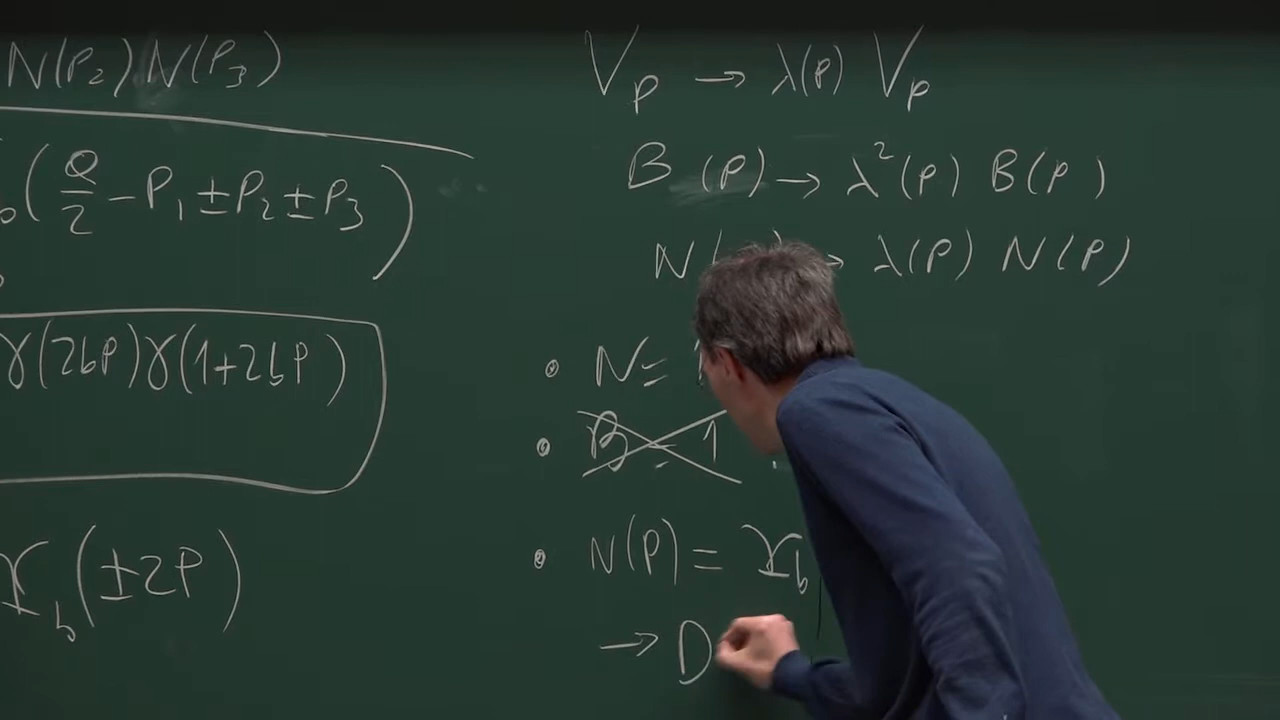 N(P₂)N(P₃)
b(Q/2 - P₁ ± P₂ ± P₃)
γ(2bP)γ(1+2bP)
ϒ_b(±2P)
V_P → λ(P) V_P
B(P) → λ²(P) B(P)
N( → λ(P) N(P)
• N =
• B = 1
• N(P) = ϒ_b
→ D